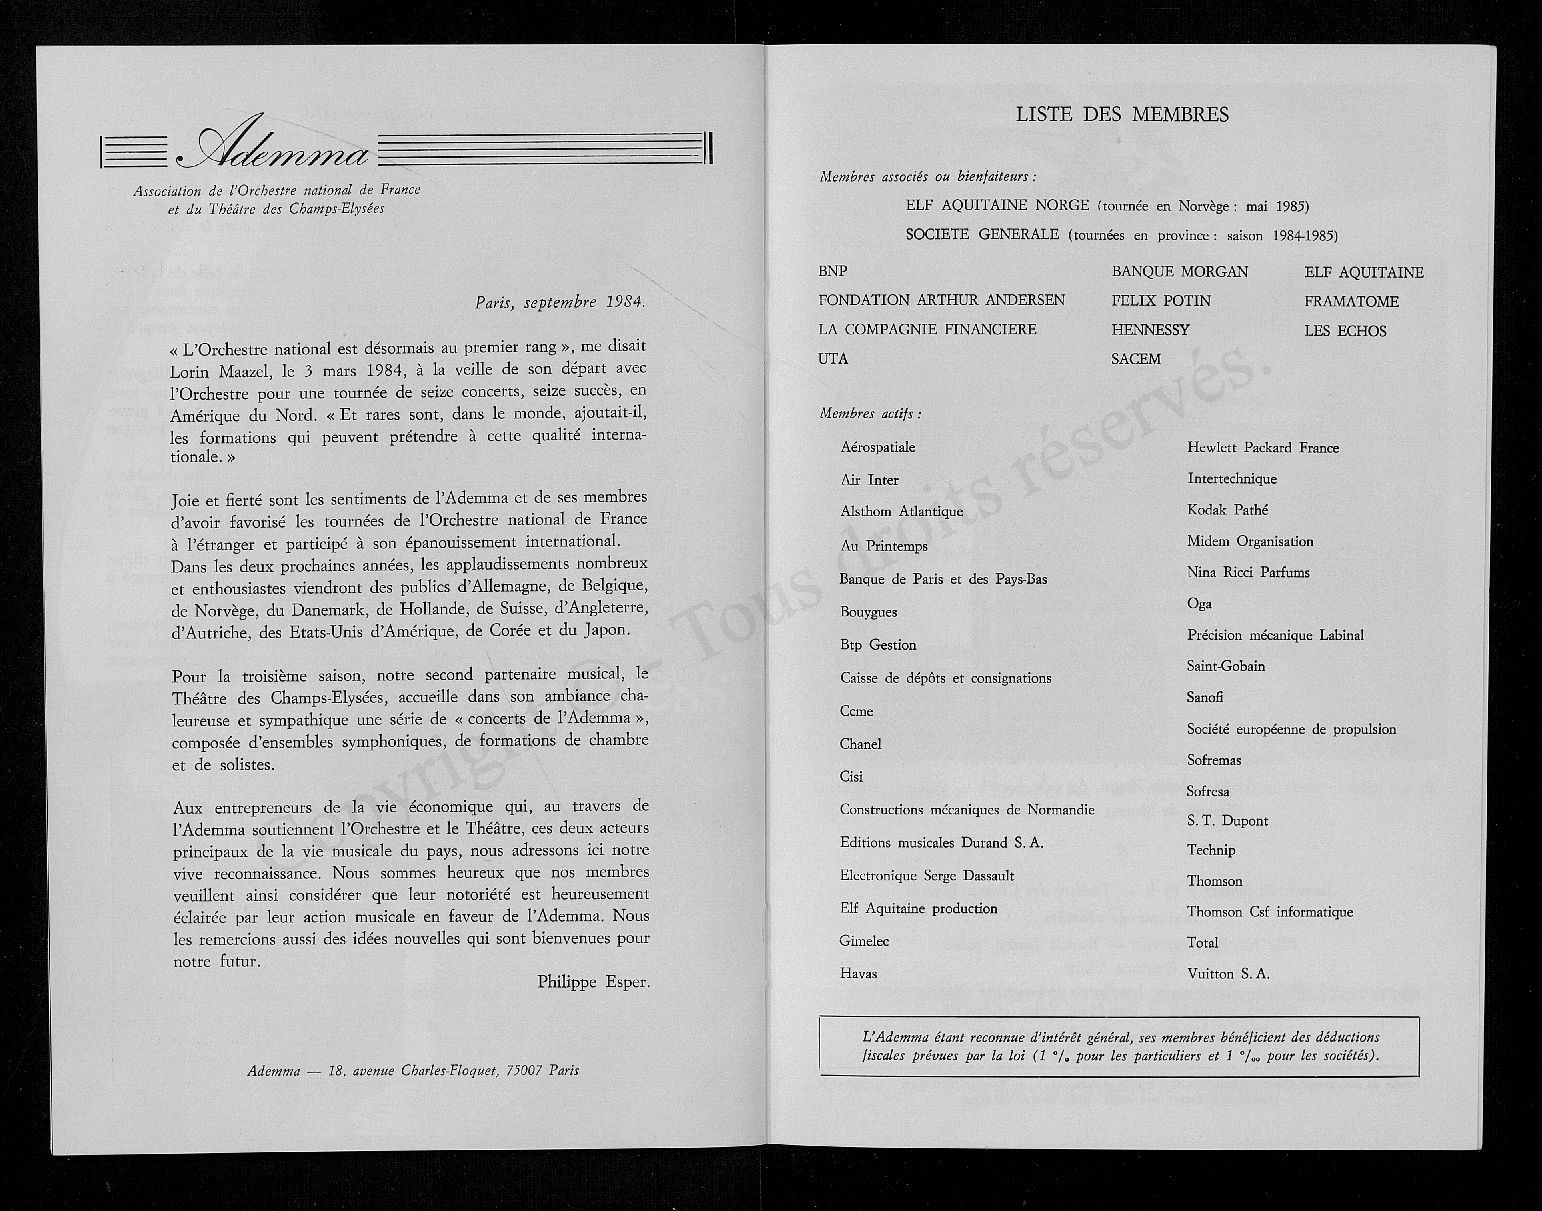 Ademma
Association de l'Orchestre national de France
et du Théâtre des Champs-Elysées
Paris, septembre 1984.
« L'Orchestre national est désormais au premier rang », me disait
Lorin Maazel, le 3 mars 1984, à la veille de son départ avec
l'Orchestre pour une tournée de seize concerts, seize succès, en
Amérique du Nord. « Et rares sont, dans le monde, ajoutait-il,
les formations qui peuvent prétendre à cette qualité interna-
tionale. »
Joie et fierté sont les sentiments de l'Ademma et de ses membres
d'avoir favorisé les tournées de l'Orchestre national de France
à l'étranger et participé à son épanouissement international.
Dans les deux prochaines années, les applaudissements nombreux
et enthousiastes viendront des publics d'Allemagne, de Belgique,
de Norvège, du Danemark, de Hollande, de Suisse, d'Angleterre,
d'Autriche, des Etats-Unis d'Amérique, de Corée et du Japon.
Pour la troisième saison, notre second partenaire musical, le
Théâtre des Champs-Elysées, accueille dans son ambiance cha-
leureuse et sympathique une série de « concerts de l'Ademma »,
composée d'ensembles symphoniques, de formations de chambre
et de solistes.
Aux entrepreneurs de la vie économique qui, au travers de
l'Ademma soutiennent l'Orchestre et le Théâtre, ces deux acteurs
principaux de la vie musicale du pays, nous adressons ici notre
vive reconnaissance. Nous sommes heureux que nos membres
veuillent ainsi considérer que leur notoriété est heureusement
éclairée par leur action musicale en faveur de l'Ademma. Nous
les remercions aussi des idées nouvelles qui sont bienvenues pour
notre futur.
Philippe Esper.
Ademma — 18, avenue Charles-Floquet, 75007 Paris
LISTE DES MEMBRES
Membres associés ou bienfaiteurs :
ELF AQUITAINE NORGE (tournée en Norvège : mai 1985)
SOCIETE GENERALE (tournées en province : saison 1984-1985)
BNP BANQUE MORGAN ELF AQUITAINE
FONDATION ARTHUR ANDERSEN FELIX POTIN FRAMATOME
LA COMPAGNIE FINANCIERE HENNESSY LES ECHOS
UTA SACEM
Membres actifs :
Aérospatiale
Air Inter
Alsthom Atlantique
Au Printemps
Banque de Paris et des Pays-Bas
Bouygues
Btp Gestion
Caisse de dépôts et consignations
Ccme
Chanel
Cisi
Constructions mécaniques de Normandie
Editions musicales Durand S. A.
Electronique Serge Dassault
Elf Aquitaine production
Gimelec
Havas
Hewlett Packard France
Intertechnique
Kodak Pathé
Midem Organisation
Nina Ricci Parfums
Oga
Précision mécanique Labinal
Saint-Gobain
Sanofi
Société européenne de propulsion
Sofremas
Sofresa
S. T. Dupont
Technip
Thomson
Thomson Csf informatique
Total
Vuitton S. A.
L'Ademma étant reconnue d'intérêt général, ses membres bénéficient des déductions
fiscales prévues par la loi (1 % pour les particuliers et 1 ‰ pour les sociétés).
Copyright © - Tous droits réservés.